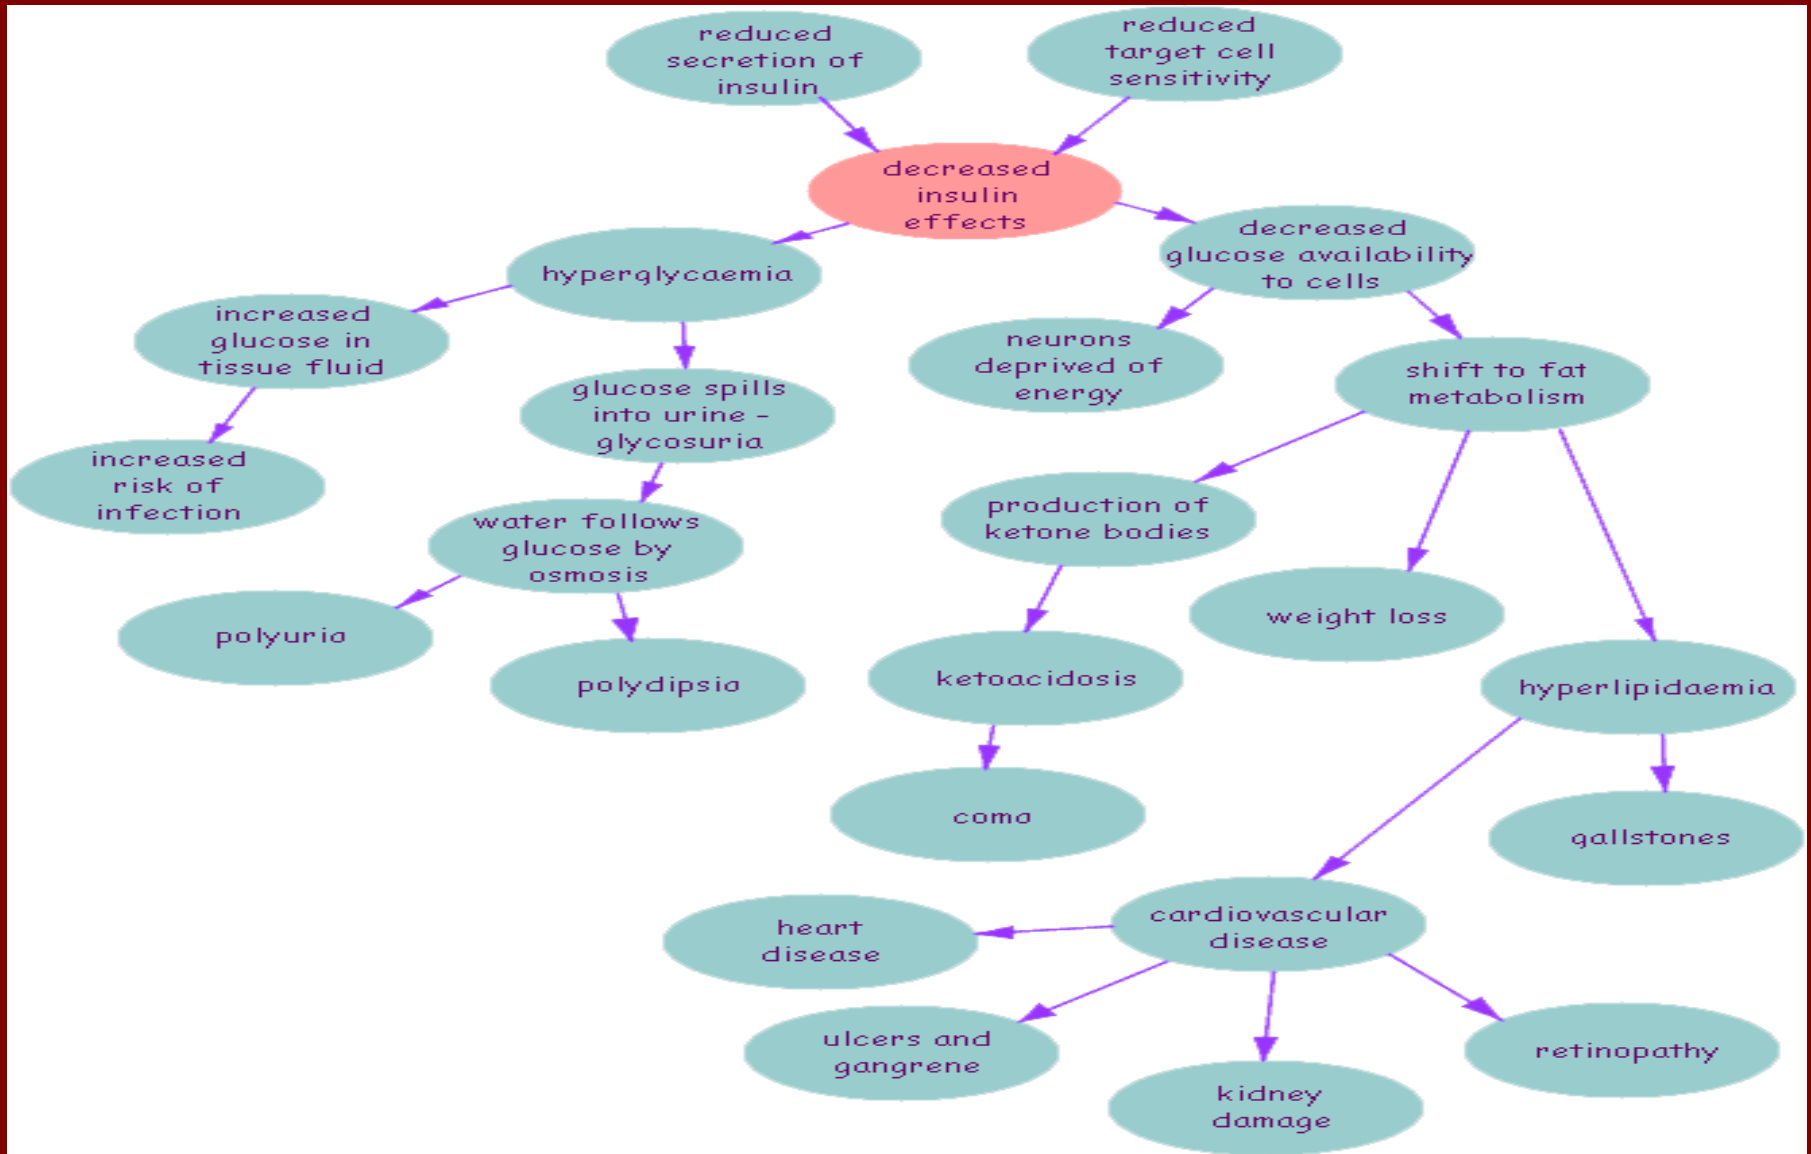 reduced
secretion of
insulin
reduced
target cell
sensitivity
decreased
insulin
effects
hyperglycaemia
decreased
glucose availability
to cells
increased
glucose in
tissue fluid
neurons
deprived of
energy
shift to fat
metabolism
glucose spills
into urine -
glycosuria
increased
risk of
infection
production of
ketone bodies
water follows
glucose by
osmosis
weight loss
polyuria
polydipsia
ketoacidosis
hyperlipidaemia
coma
gallstones
cardiovascular
disease
heart
disease
ulcers and
gangrene
retinopathy
kidney
damage